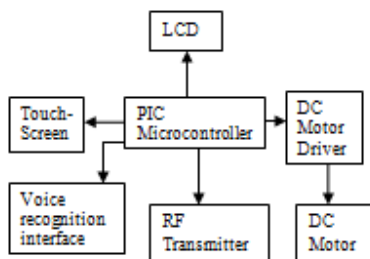 LCD
Touch-
Screen
PIC
Microcontroller
DC
Motor
Driver
Voice
recognition
interface
RF
Transmitter
DC
Motor